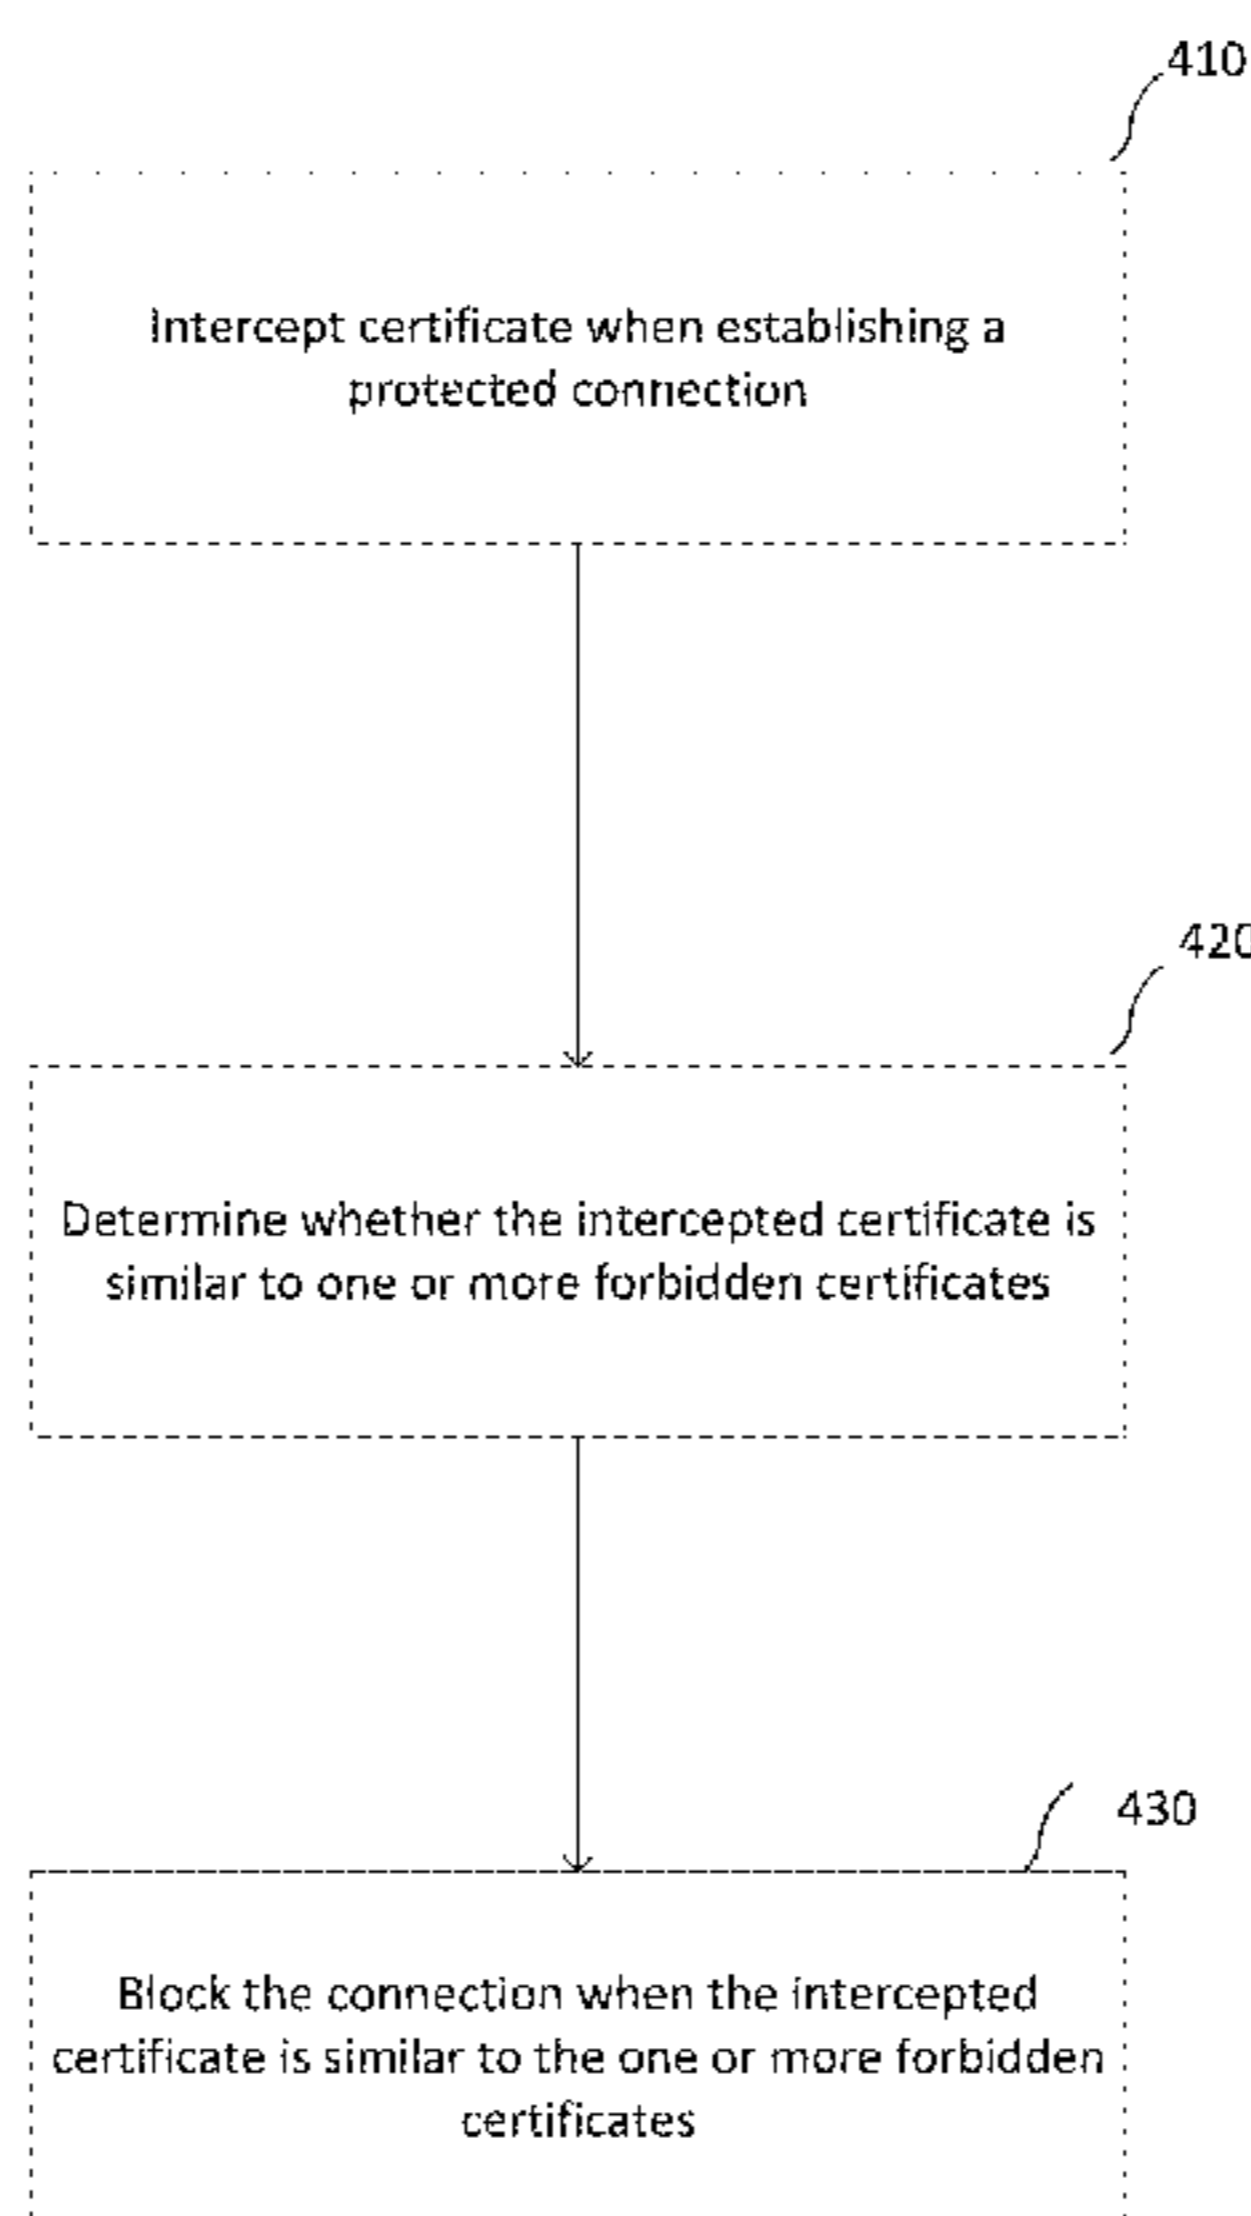 410
Intercept certificate when establishing a
protected connection
420
Determine whether the intercepted certificate is
similar to one or more forbidden certificates
430
Block the connection when the intercepted
certificate is similar to the one or more forbidden
certificates